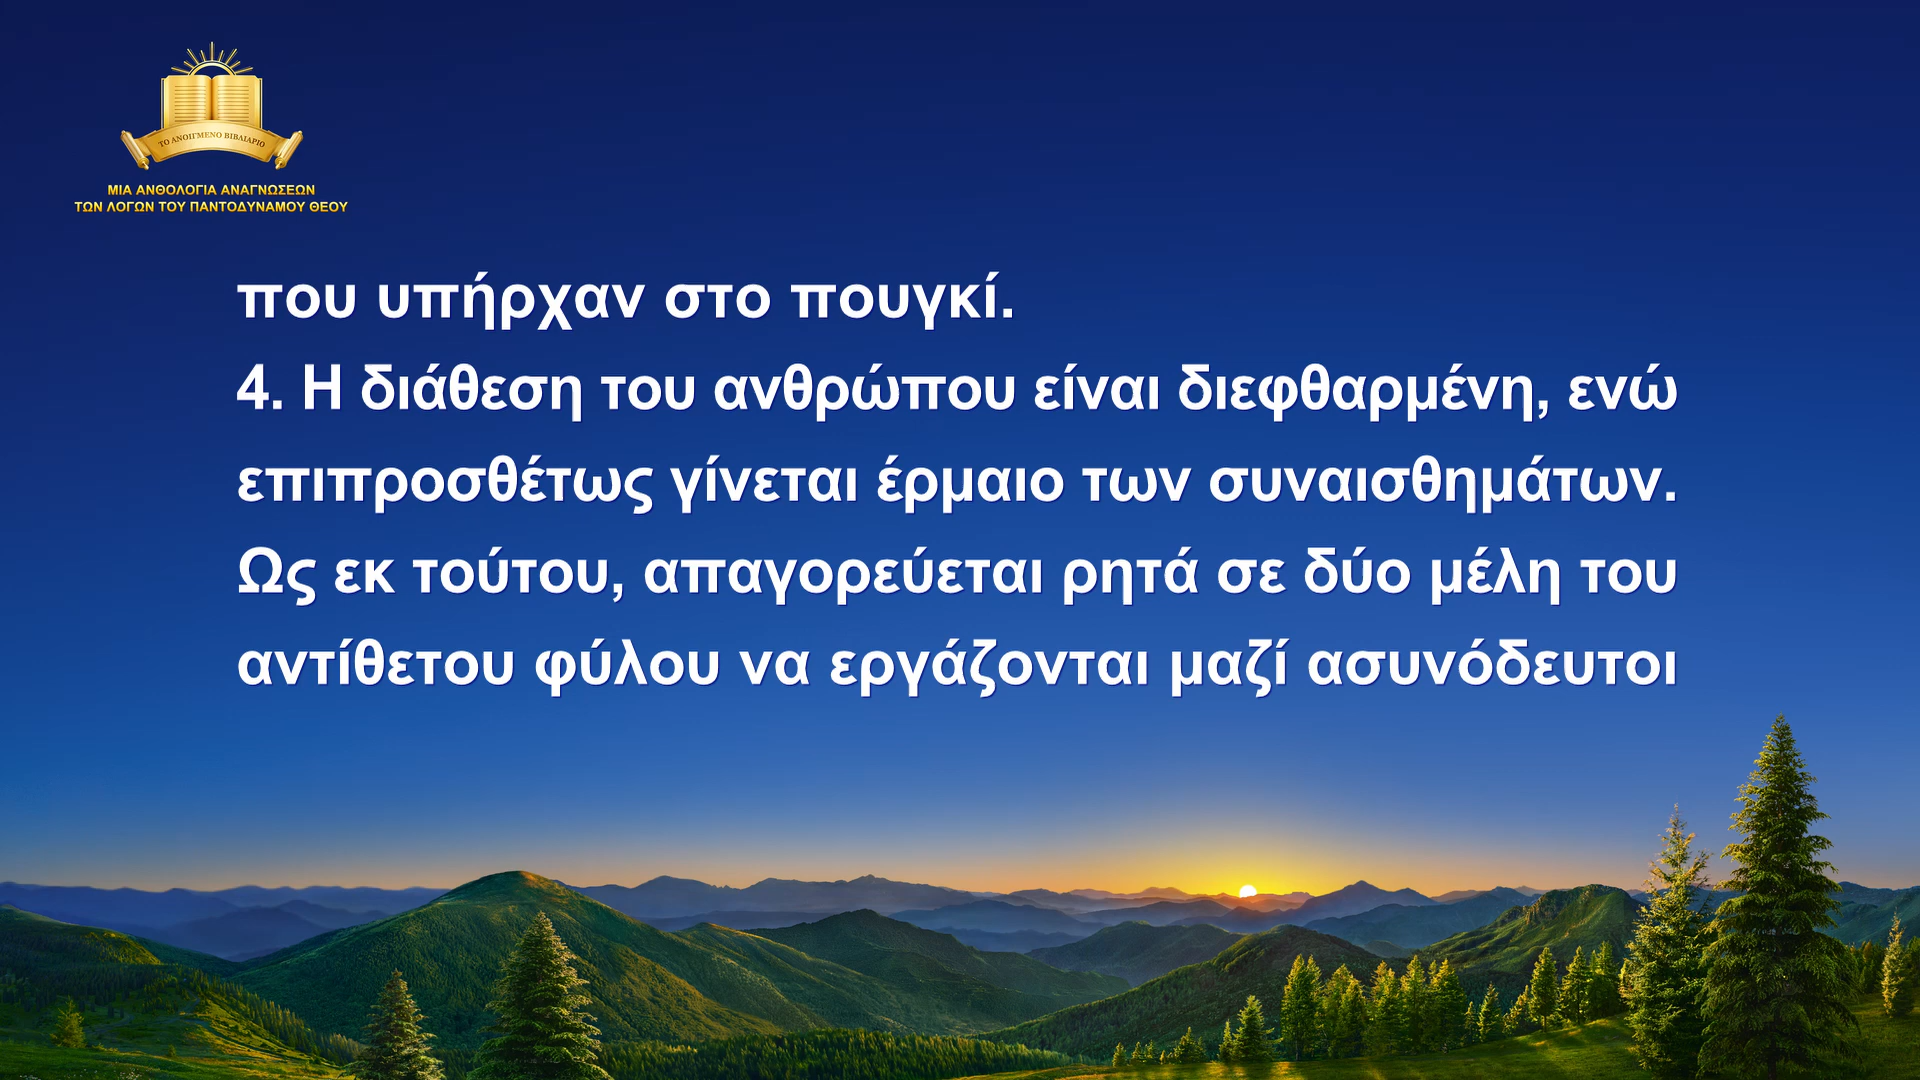 ΤΟ ΑΝΟΙΓΜΕΝΟ ΒΙΒΛΙΑΡΙΟ
ΜΙΑ ΑΝΘΟΛΟΓΙΑ ΑΝΑΓΝΩΣΕΩΝ
ΤΩΝ ΛΟΓΩΝ ΤΟΥ ΠΑΝΤΟΔΥΝΑΜΟΥ ΘΕΟΥ
που υπήρχαν στο πουγκί.
4. Η διάθεση του ανθρώπου είναι διεφθαρμένη, ενώ
επιπροσθέτως γίνεται έρμαιο των συναισθημάτων.
Ως εκ τούτου, απαγορεύεται ρητά σε δύο μέλη του
αντίθετου φύλου να εργάζονται μαζί ασυνόδευτοι